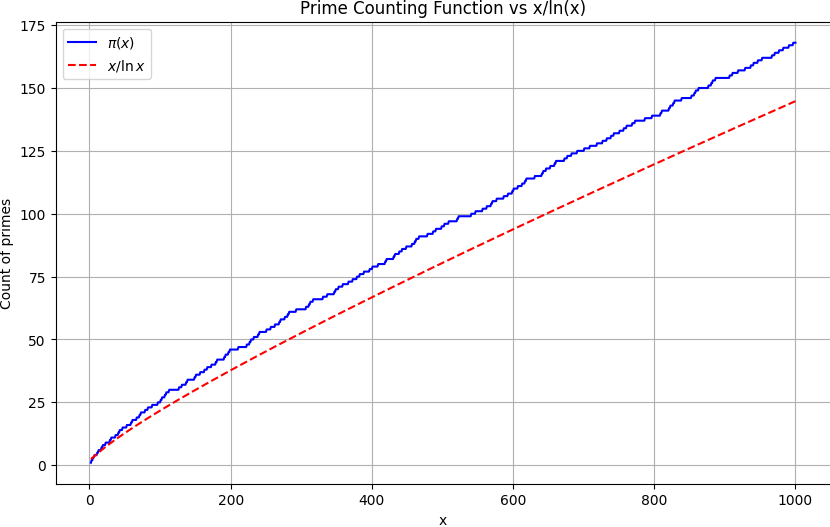 Prime Counting Function vs x/ln(x)
π(x)
x/ln x
Count of primes
175
150
125
100
75
50
25
0
0 200 400 600 800 1000
x